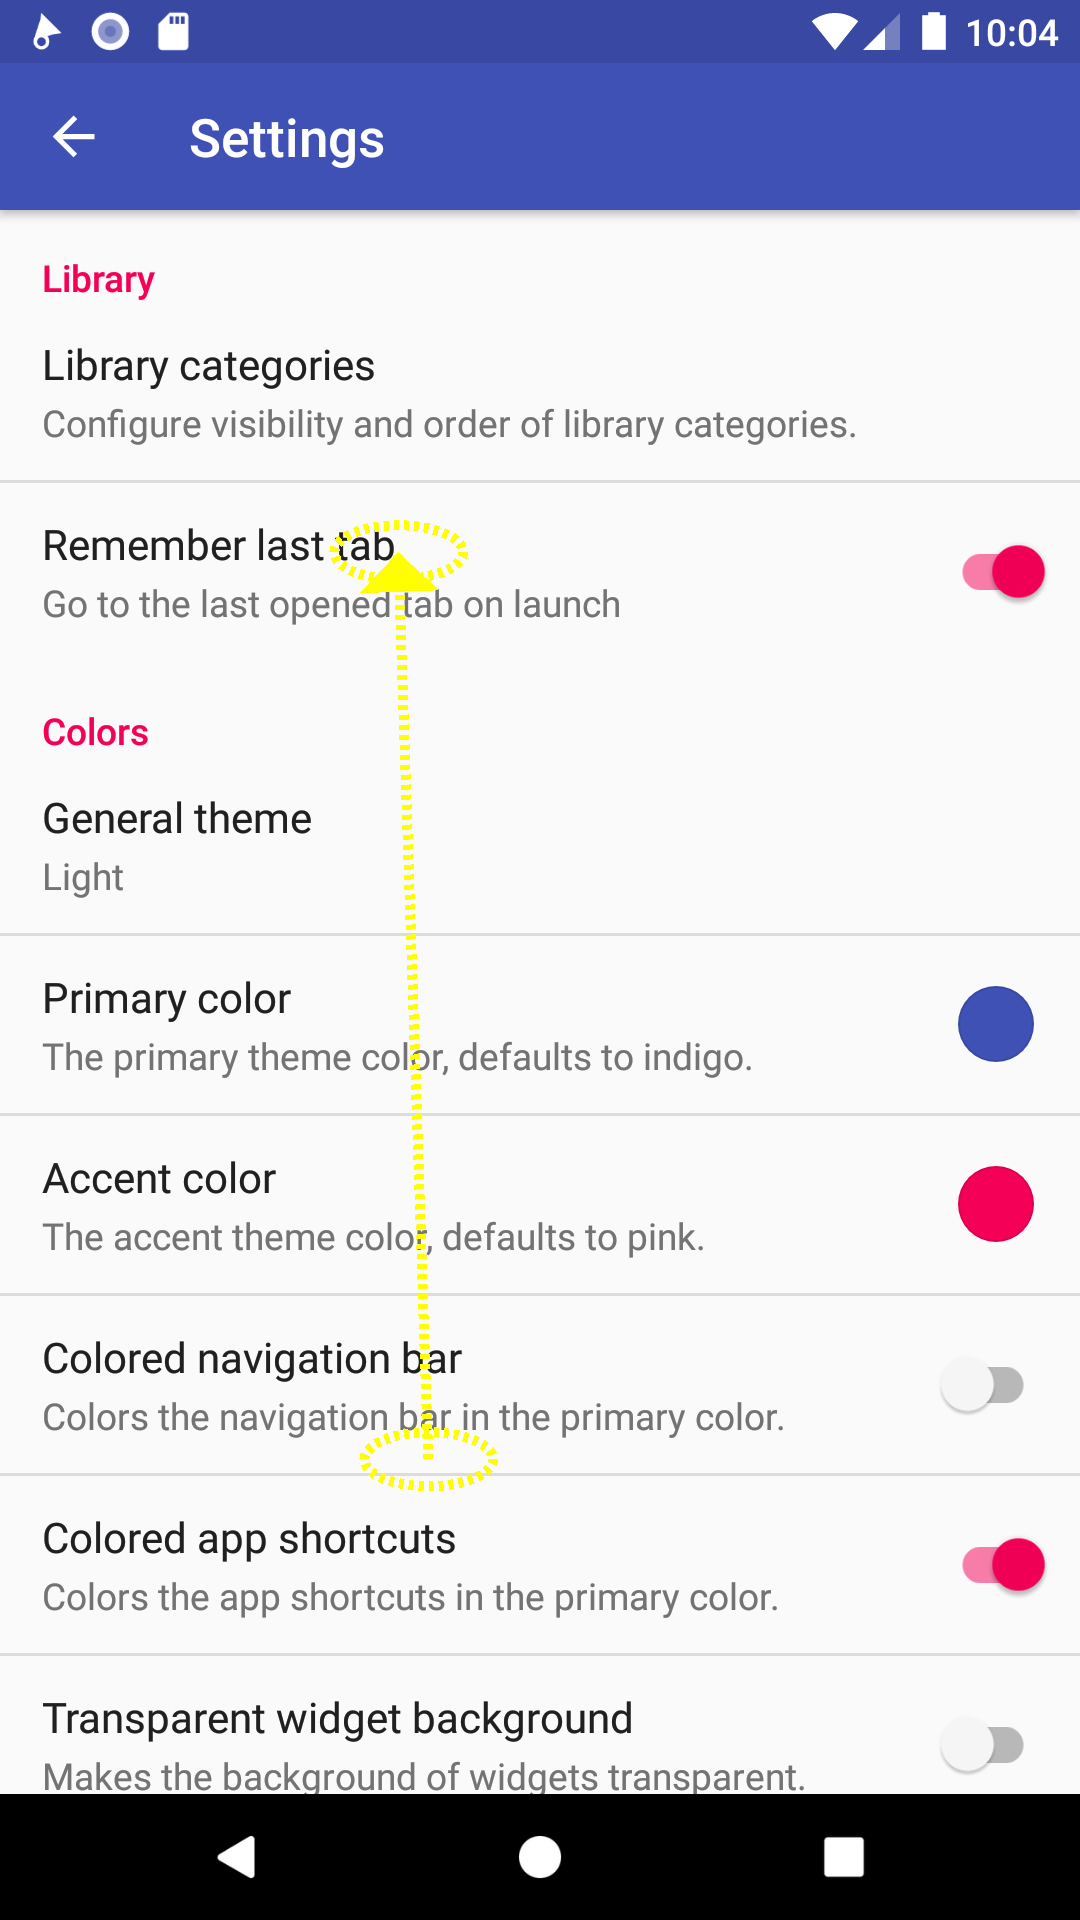 10:04
Settings
Library
Library categories
Configure visibility and order of library categories.
Remember last tab
Go to the last opened tab on launch
Colors
General theme
Light
Primary color
The primary theme color, defaults to indigo.
Accent color
The accent theme color, defaults to pink.
Colored navigation bar
Colors the navigation bar in the primary color.
Colored app shortcuts
Colors the app shortcuts in the primary color.
Transparent widget background
Makes the background of widgets transparent.